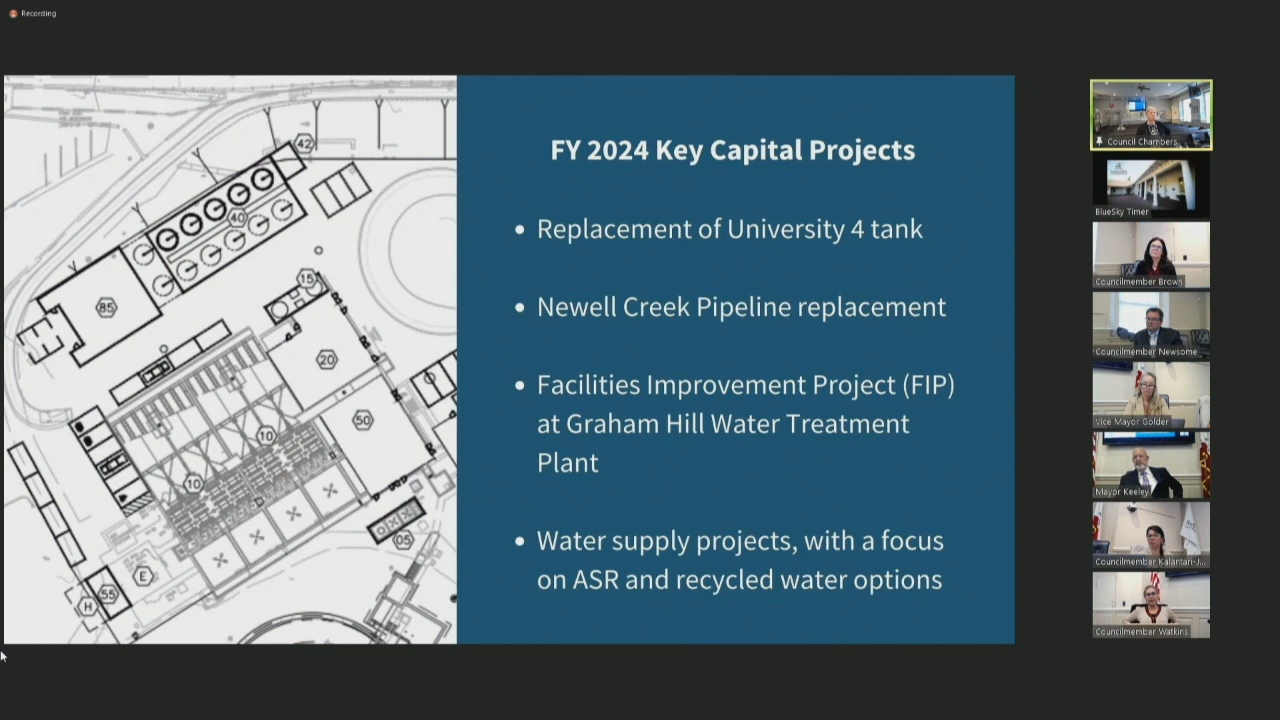 Recording
FY 2024 Key Capital Projects
• Replacement of University 4 tank
• Newell Creek Pipeline replacement
• Facilities Improvement Project (FIP)
at Graham Hill Water Treatment
Plant
• Water supply projects, with a focus
on ASR and recycled water options
42
40
15
85
20
50
10
10
05
E
55
H
Council Chambers
BlueSky Timer
Councilmember Brown
Councilmember Newsome
Vice Mayor Golder
Mayor Keeley
Councilmember Kalantari-J...
Councilmember Watkins